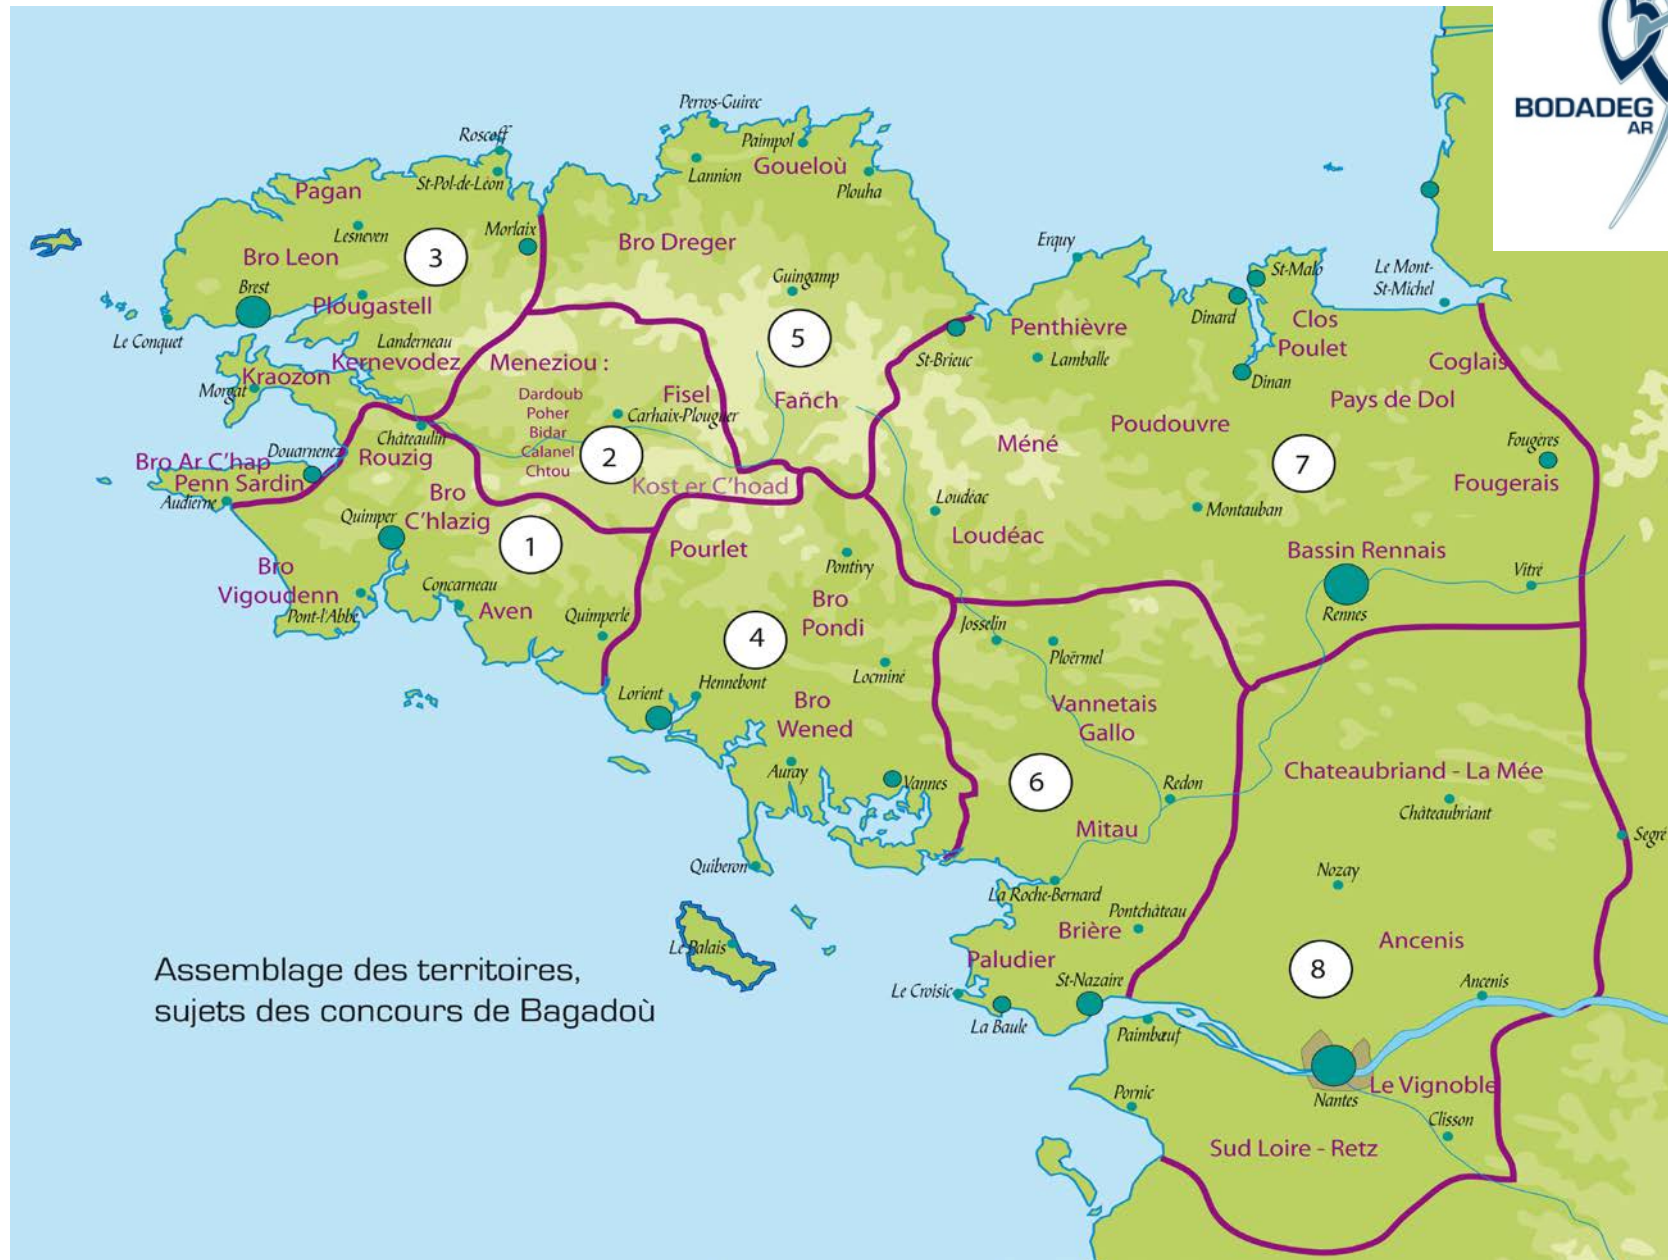 BODADEG
AR
Perros-Guirec
Paimpol
Goueloù
Lannion
Plouha
Roscoff
St-Pol-de-Léon
Pagan
Lesneven
Morlaix
Bro Leon
3
Brest
Plougastell
Le Conquet
Landerneau
Kernevodez
Kraozon
Morgat
Bro Dreger
Guingamp
5
Fañch
Erquy
St-Malo
Le Mont-
St-Michel
Dinard
Penthièvre
St-Brieuc
Lamballe
Clos
Poulet
Dinan
Coglais
Pays de Dol
Poudouvre
Méné
7
Fougères
Fougerais
Loudéac
Loudéac
Montauban
Bassin Rennais
Vitré
Rennes
Meneziou :
Dardoub
Poher
Bidar
Calanel
Chtou
Fisel
Carhaix-Plouguer
2
Kost er C'hoad
Châteaulin
Douarnenez
Rouzig
Bro Ar C'hap
Penn Sardin
Audierne
Bro
C'hlazig
Quimper
1
Bro
Vigoudenn
Pont-l'Abbé
Concarneau
Aven
Quimperlé
Pourlet
Pontivy
Bro
Pondi
4
Locminé
Hennebont
Lorient
Bro
Wened
Auray
Vannes
Quiberon
Le Palais
Josselin
Ploërmel
Vannetais
Gallo
6
Redon
Mitau
La Roche-Bernard
Pontchâteau
Brière
Paludier
St-Nazaire
Le Croisic
La Baule
Chateaubriand - La Mée
Châteaubriant
Segré
Nozay
Ancenis
8
Ancenis
Paimbœuf
Nantes
Le Vignoble
Pornic
Clisson
Sud Loire - Retz
Assemblage des territoires,
sujets des concours de Bagadoù